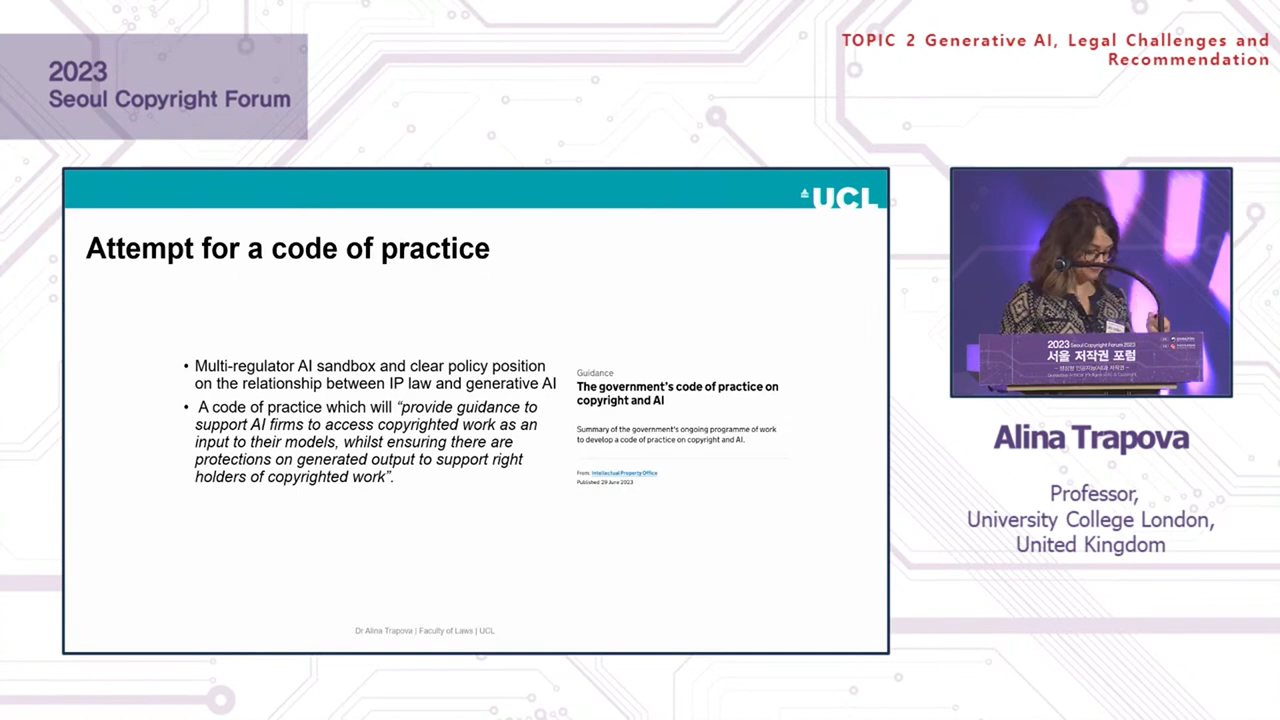 TOPIC 2 Generative AI, Legal Challenges and
Recommendation
2023
Seoul Copyright Forum
UCL
Attempt for a code of practice
• Multi-regulator AI sandbox and clear policy position
on the relationship between IP law and generative AI
• A code of practice which will “provide guidance to
support AI firms to access copyrighted work as an
input to their models, whilst ensuring there are
protections on generated output to support right
holders of copyrighted work”.
Guidance
The government's code of practice on
copyright and AI
Summary of the government's ongoing programme of work
to develop a code of practice on copyright and AI.
From: Intellectual Property Office
Published 29 June 2023
Dr Alina Trapova | Faculty of Laws | UCL
2023 Seoul Copyright Forum 2023
서울 저작권 포럼
Alina Trapova
Professor,
University College London,
United Kingdom